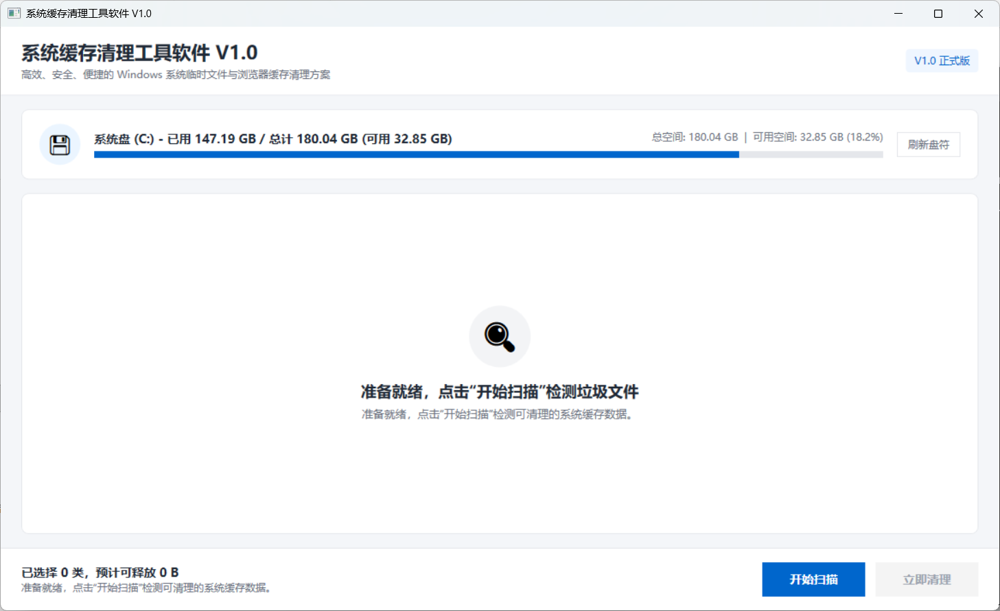 系统缓存清理工具软件 V1.0
系统缓存清理工具软件 V1.0
高效、安全、便捷的 Windows 系统临时文件与浏览器缓存清理方案
V1.0 正式版
系统盘 (C:) - 已用 147.19 GB / 总计 180.04 GB (可用 32.85 GB)
总空间: 180.04 GB | 可用空间: 32.85 GB (18.2%)
刷新盘符
准备就绪，点击“开始扫描”检测垃圾文件
准备就绪，点击“开始扫描”检测可清理的系统缓存数据。
已选择 0 类，预计可释放 0 B
准备就绪，点击“开始扫描”检测可清理的系统缓存数据。
开始扫描
立即清理